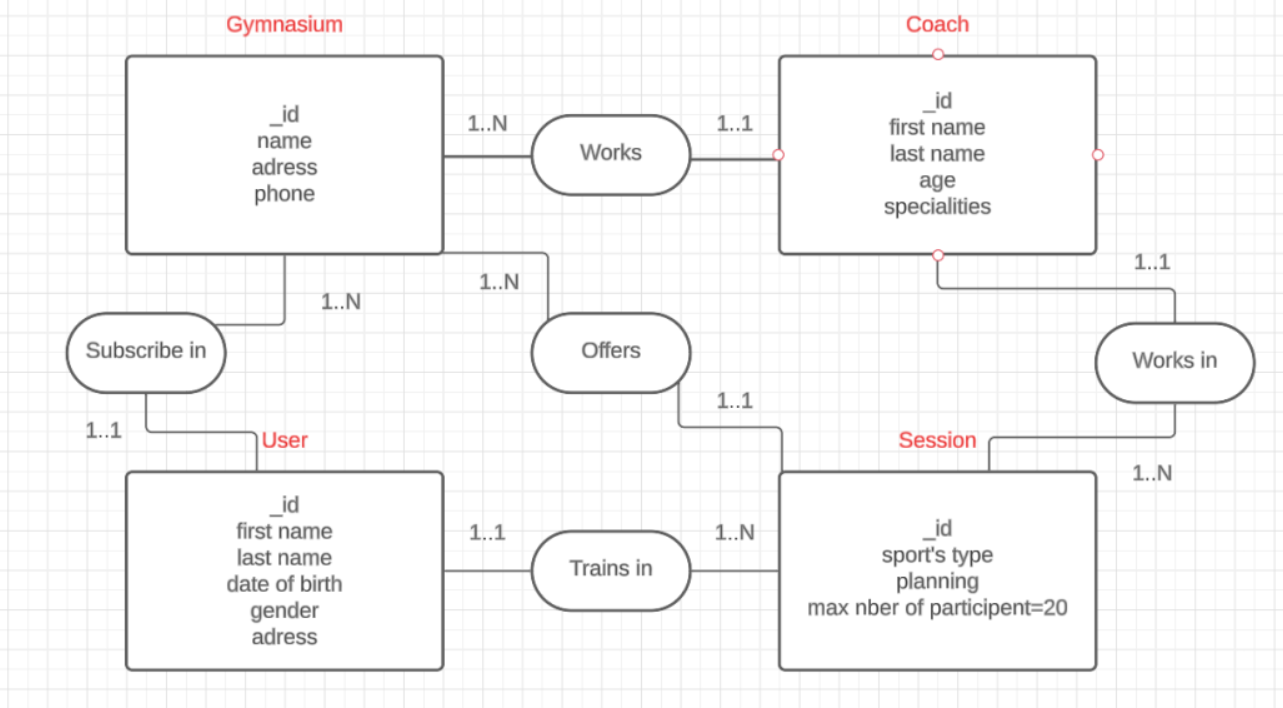 Gymnasium
Coach
_id
name
adress
phone
1..N
Works
1..1
_id
first name
last name
age
specialities
1..N
1..N
1..1
Subscribe in
Offers
Works in
1..1
1..1
User
Session
1..N
_id
first name
last name
date of birth
gender
adress
1..1
Trains in
1..N
_id
sport's type
planning
max nber of participent=20